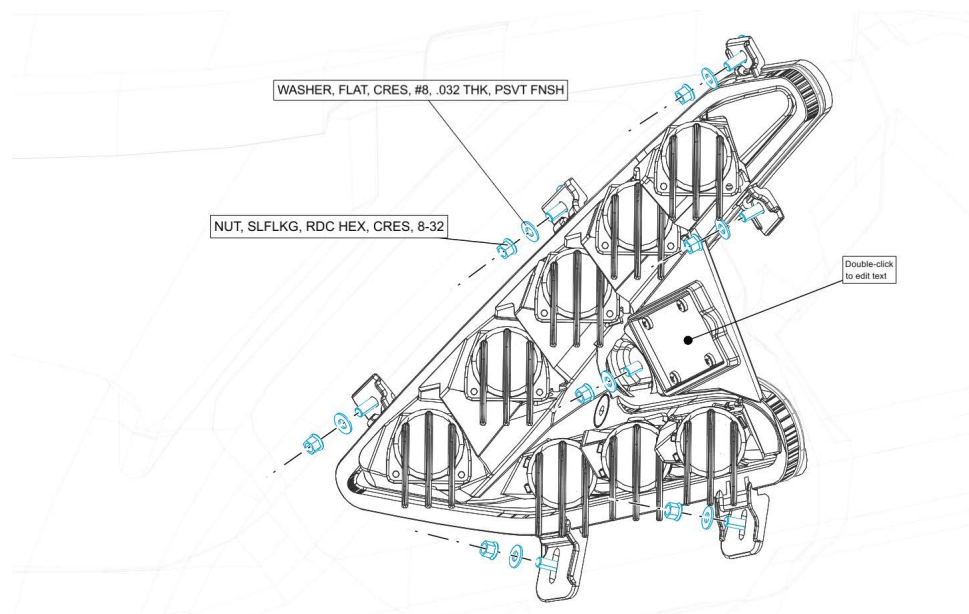 WASHER, FLAT, CRES, #8, .032 THK, PSVT FNSH
NUT, SLFLKG, RDC HEX, CRES, 8-32
Double-click
to edit text